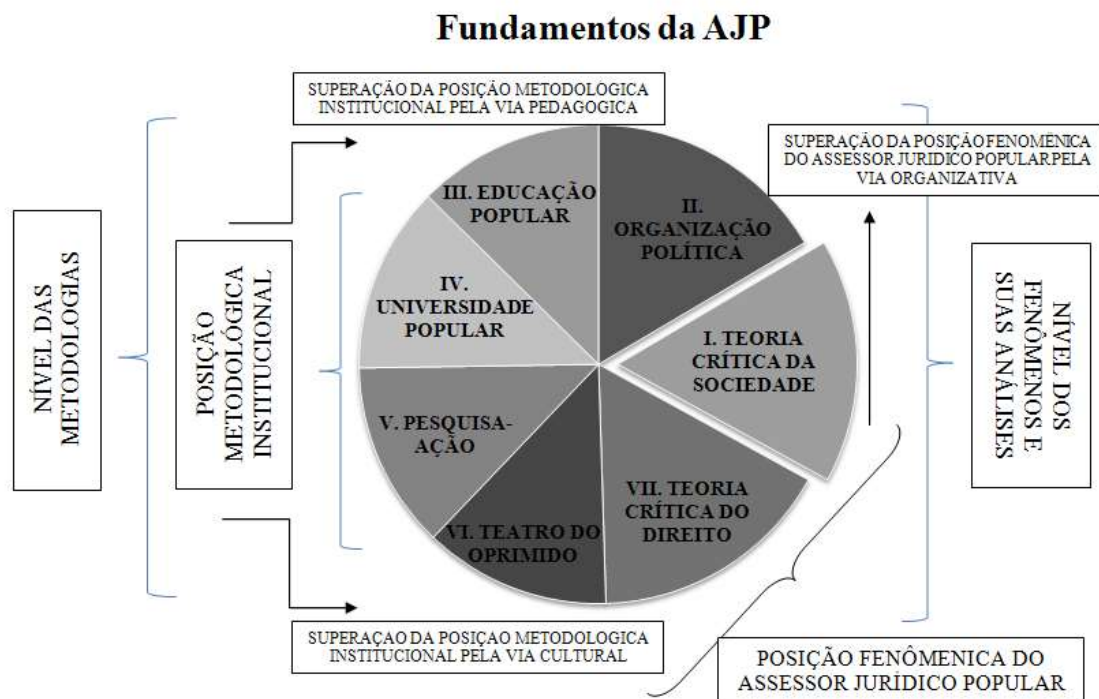 Fundamentos da AJP
SUPERAÇÃO DA POSIÇÃO METODOLÓGICA
INSTITUCIONAL PELA VIA PEDAGOGICA
SUPERAÇÃO DA POSIÇÃO FENOMÊNICA
DO ASSESSOR JURIDICO POPULAR PELA
VIA ORGANIZATIVA
NÍVEL DAS
METODOLOGIAS
POSIÇÃO
METODOLÓGICA
INSTITUCIONAL
III. EDUCAÇÃO
POPULAR
II.
ORGANIZAÇÃO
POLÍTICA
IV.
UNIVERSIDADE
POPULAR
I. TEORIA
CRÍTICA DA
SOCIEDADE
V. PESQUISA-
AÇÃO
VII. TEORIA
CRÍTICA DO
DIREITO
VI. TEATRO DO
OPRIMIDO
NÍVEL DOS
FENÔMENOS E
SUAS ANÁLISES
SUPERAÇAO DA POSIÇAO METODOLOGICA
INSTITUCIONAL PELA VIA CULTURAL
POSIÇÃO FENÔMENICA DO
ASSESSOR JURÍDICO POPULAR